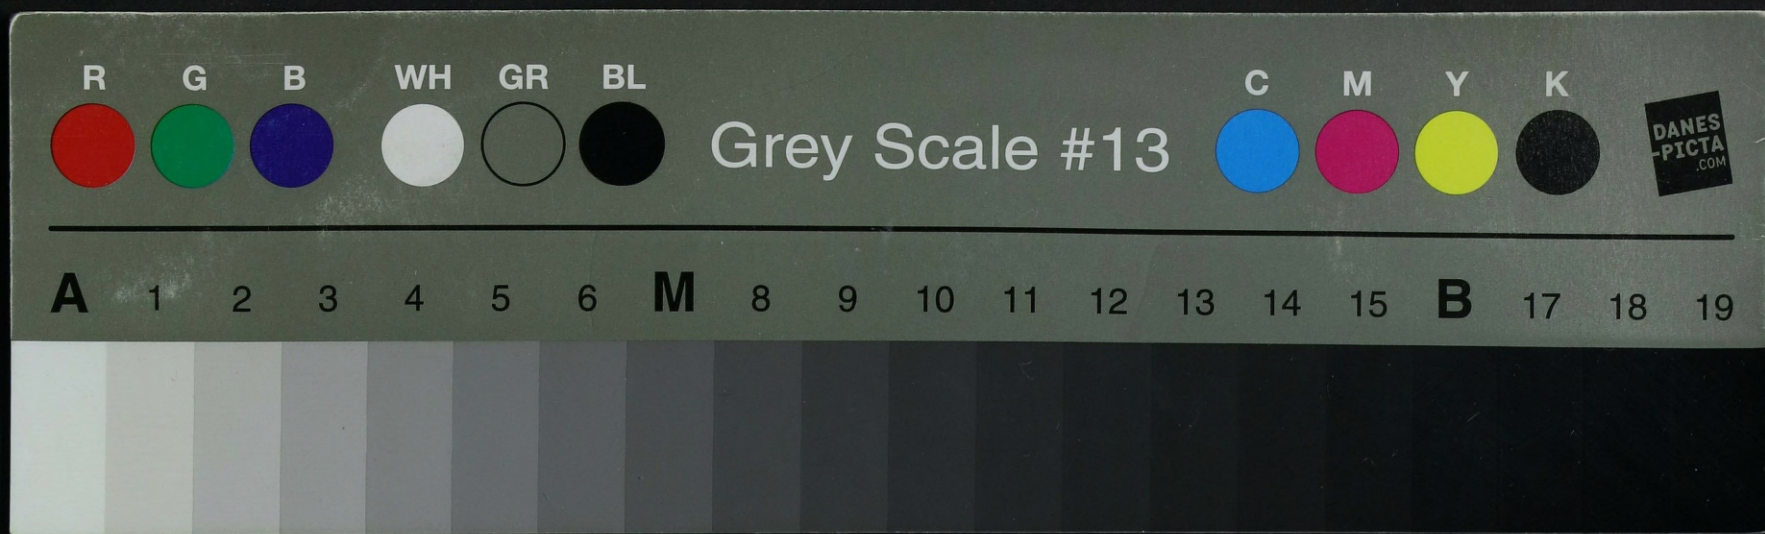 R G B WH GR BL
Grey Scale #13
C M Y K
DANES
-PICTA
.COM
A 1 2 3 4 5 6 M 8 9 10 11 12 13 14 15 B 17 18 19